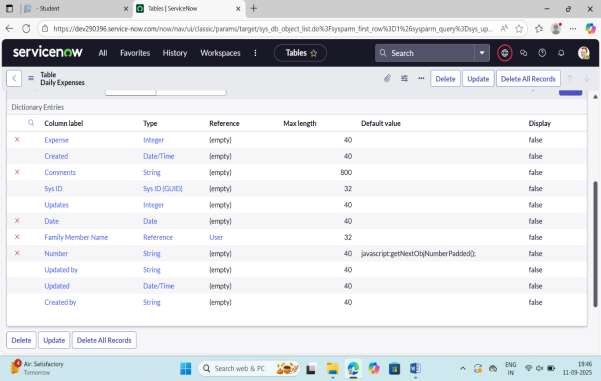 - Student
Tables | ServiceNow
https://dev290396.service-now.com/now/nav/ui/classic/params/target/sys_db_object_list.do%3Fsysparm_first_row%3D1%26sysparm_query%3Dsys_up...
servicenow All Favorites History Workspaces Tables Search
Table
Daily Expenses
Delete Update Delete All Records
Dictionary Entries
Column label Type Reference Max length Default value Display
Expense Integer (empty) 40 false
Created Date/Time (empty) 40 false
Comments String (empty) 800 false
Sys ID Sys ID (GUID) (empty) 32 false
Updates Integer (empty) 40 false
Date Date (empty) 40 false
Family Member Name Reference User 32 false
Number String (empty) 40 javascript:getNextObjNumberPadded(); false
Updated by String (empty) 40 false
Updated Date/Time (empty) 40 false
Created by String (empty) 40 false
Delete Update Delete All Records
Air: Satisfactory
Tomorrow
Search web & PC
ENG
IN
19:46
11-09-2025